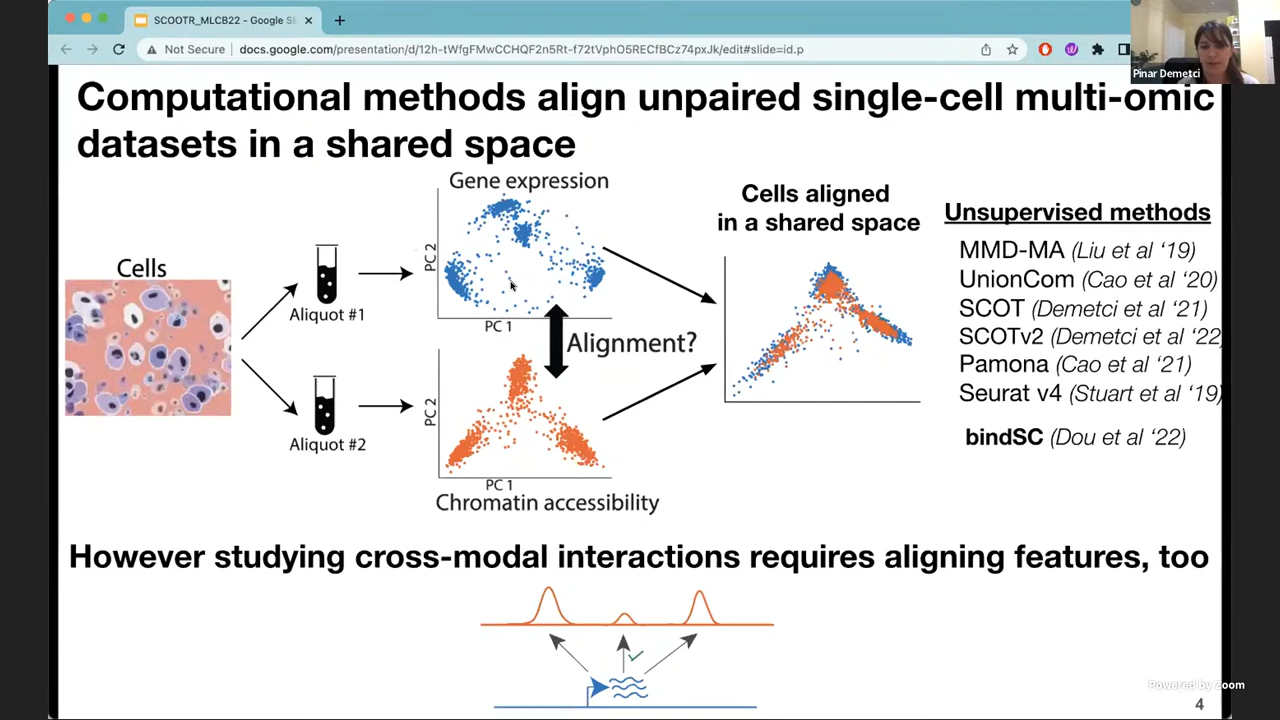 SCOOTR_MLCB22 - Google Sl
Not Secure
docs.google.com/presentation/d/12h-tWfgFMwCCHQF2n5Rt-f72tVphO5RECfBCz74pxJk/edit#slide=id.p
Pinar Demetci
Computational methods align unpaired single-cell multi-omic
datasets in a shared space
Cells
Aliquot #1
Aliquot #2
Gene expression
PC 2
PC 1
Alignment?
PC 2
PC 1
Chromatin accessibility
Cells aligned
in a shared space
Unsupervised methods
MMD-MA (Liu et al ‘19)
UnionCom (Cao et al ‘20)
SCOT (Demetci et al ‘21)
SCOTv2 (Demetci et al ‘22)
Pamona (Cao et al ‘21)
Seurat v4 (Stuart et al ‘19)
bindSC (Dou et al ‘22)
However studying cross-modal interactions requires aligning features, too
Powered by Zoom
4